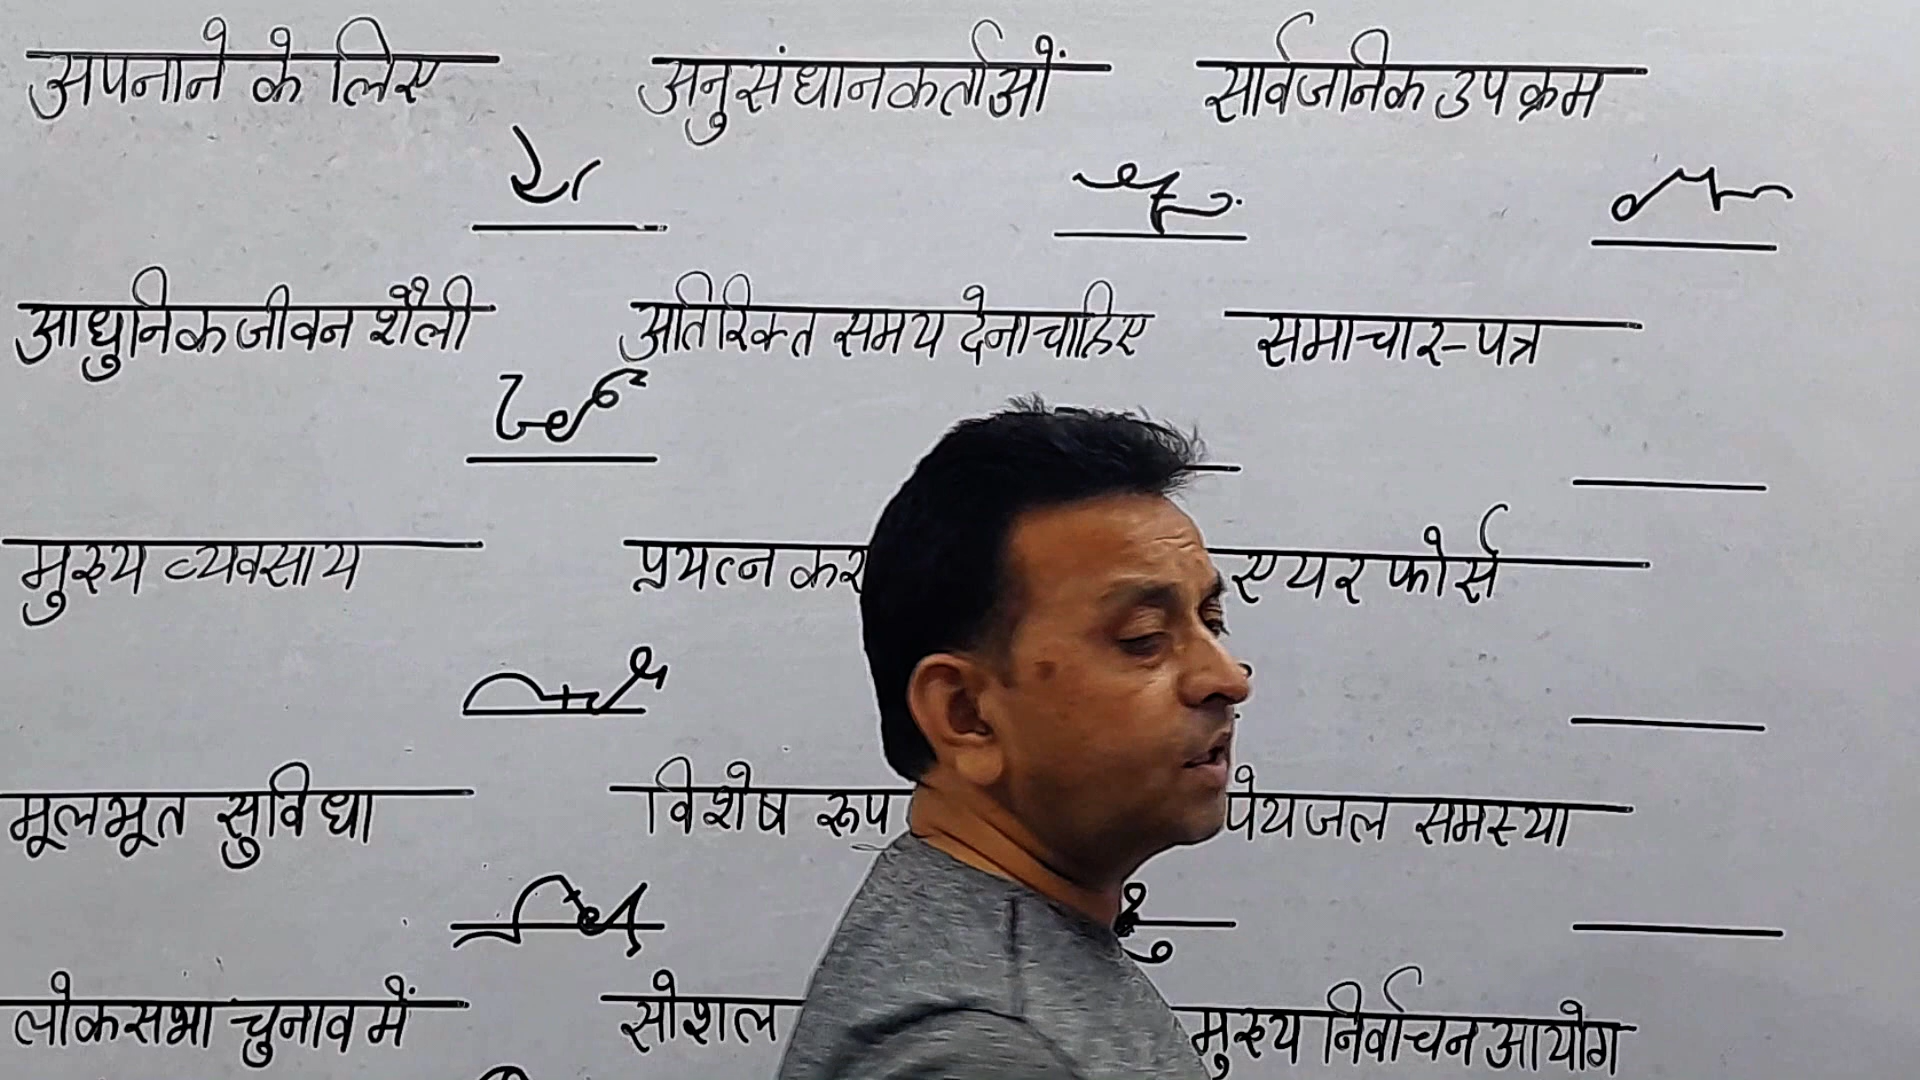 अपनाने के लिए अनुसंधानकर्ताओं सार्वजनिक उपक्रम
आधुनिक जीवन शैली अतिरिक्त समय देना चाहिए समाचार-पत्र
मुख्य व्यवसाय प्रयत्न कर एयर फोर्स
मूलभूत सुविधा विशेष रूप पेयजल समस्या
लोकसभा चुनाव में सोशल मुख्य निर्वाचन आयोग